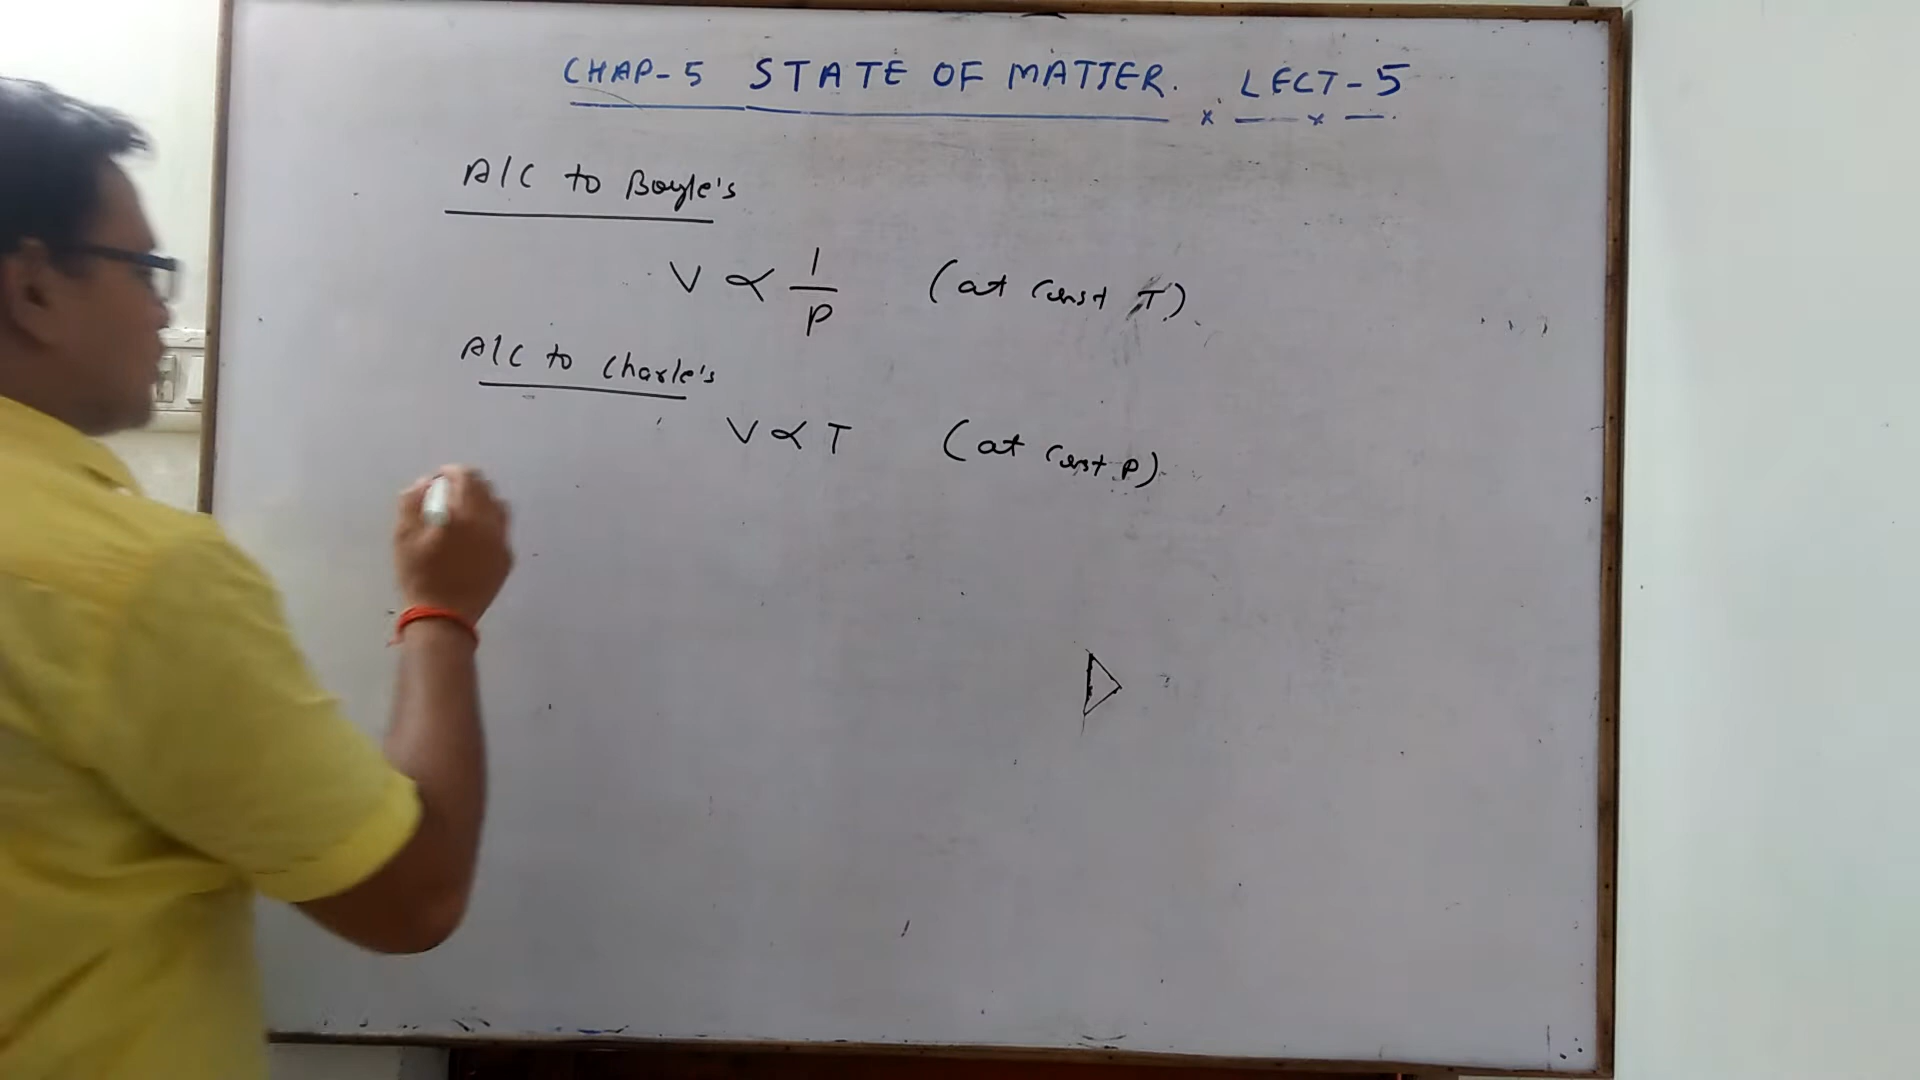 CHAP-5 STATE OF MATTER. LECT-5
A/C to Boyle's
V ∝ 1/P (at const T)
A/C to Charle's
V ∝ T (at const P)